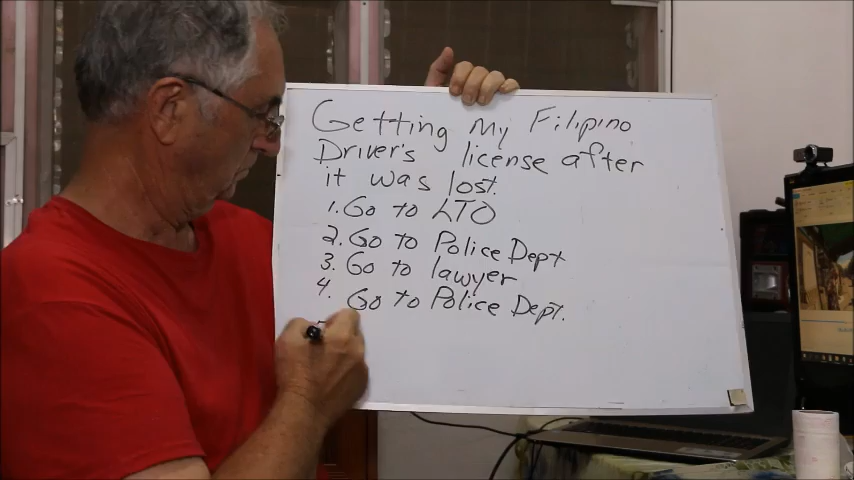 Getting My Filipino
Driver's license after
it was lost.
1. Go to LTO
2. Go to Police Dept
3. Go to lawyer
4. Go to Police Dept.